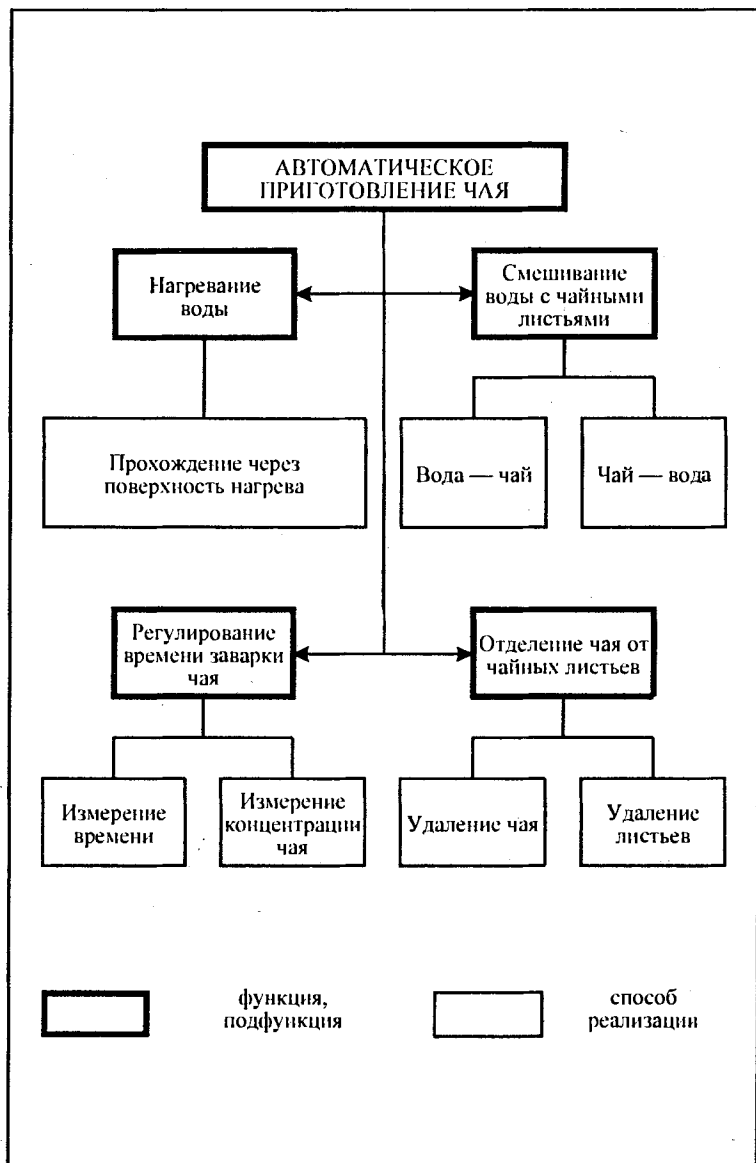 АВТОМАТИЧЕСКОЕ
ПРИГОТОВЛЕНИЕ ЧАЯ
Нагревание
воды
Смешивание
воды с чайными
листьями
Прохождение через
поверхность нагрева
Вода — чай
Чай — вода
Регулирование
времени заварки
чая
Отделение чая от
чайных листьев
Измерение
времени
Измерение
концентрации
чая
Удаление чая
Удаление
листьев
функция,
подфункция
способ
реализации